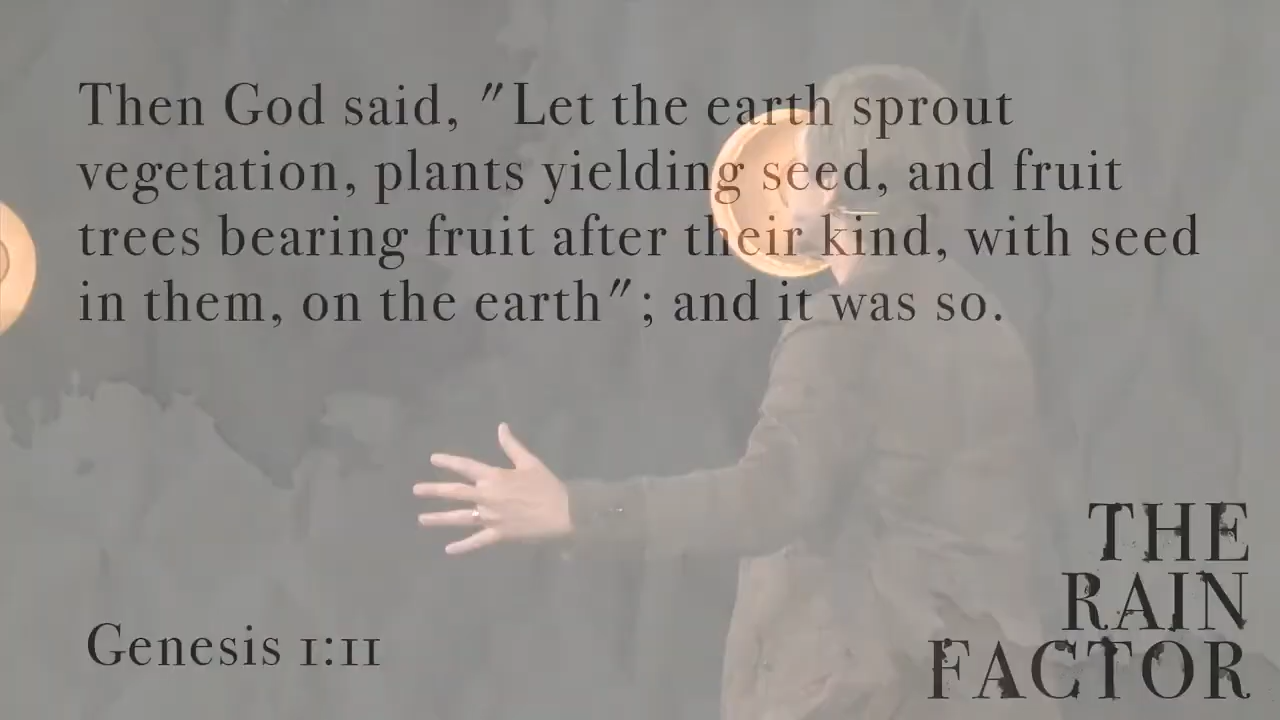 Then God said, "Let the earth sprout
vegetation, plants yielding seed, and fruit
trees bearing fruit after their kind, with seed
in them, on the earth"; and it was so.
Genesis 1:11
THE
RAIN
FACTOR